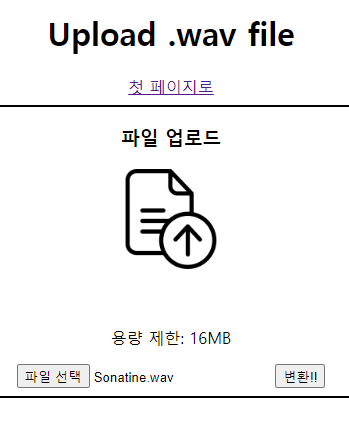 Upload .wav file
첫 페이지로
파일 업로드
용량 제한: 16MB
파일 선택 Sonatine.wav 변환!!